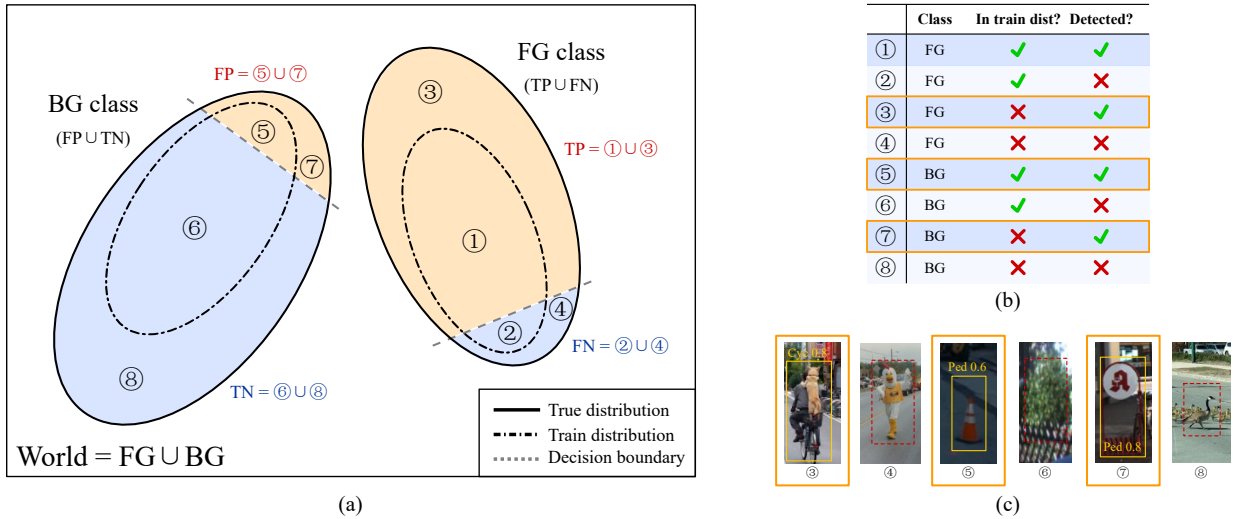 BG class
(FP∪TN)
FP = ⑤∪⑦
FG class
(TP∪FN)
③
⑤
⑦
TP = ①∪③
⑥
①
④
②
FN = ②∪④
⑧
TN = ⑥∪⑧
World = FG∪BG
True distribution
Train distribution
Decision boundary
(a)
Class In train dist? Detected?
① FG ✓ ✓
② FG ✓ ✗
③ FG ✗ ✓
④ FG ✗ ✗
⑤ BG ✓ ✓
⑥ BG ✓ ✗
⑦ BG ✗ ✓
⑧ BG ✗ ✗
(b)
Cyc 0.8
Ped 0.6
A
Ped 0.8
③ ④ ⑤ ⑥ ⑦ ⑧
(c)